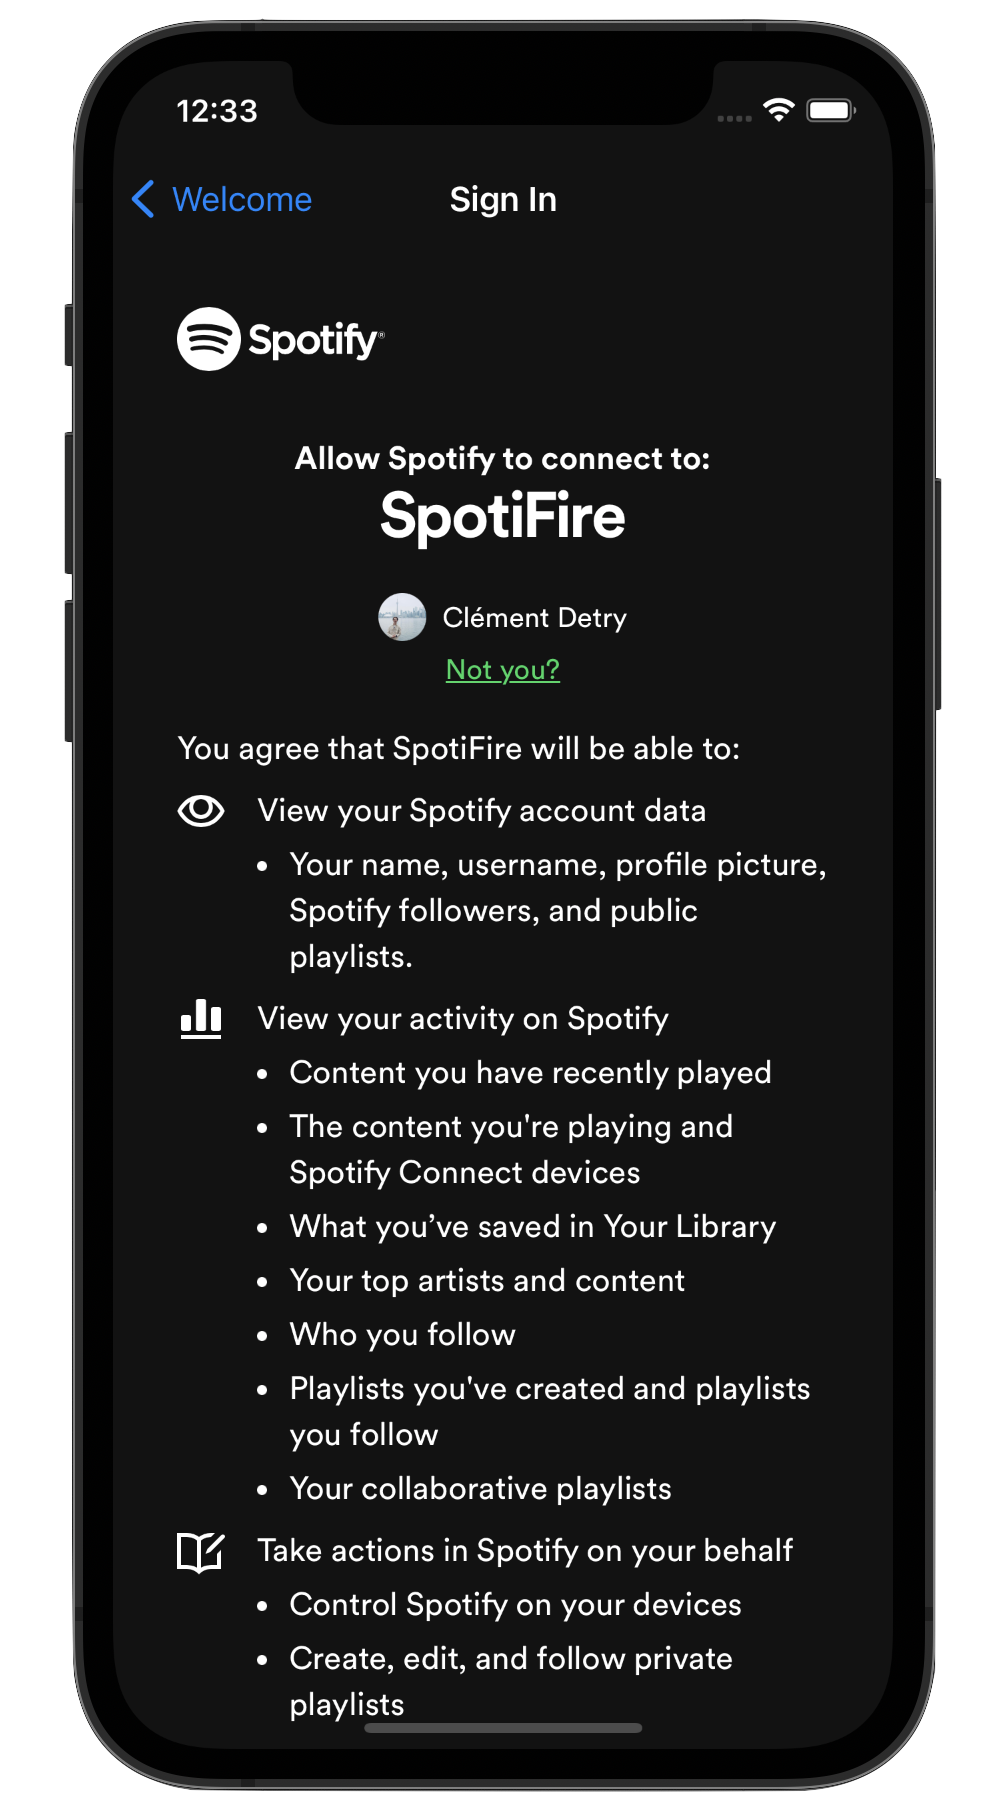 12:33
Welcome
Sign In
Spotify®
Allow Spotify to connect to:
SpotiFire
Clément Detry
Not you?
You agree that SpotiFire will be able to:
View your Spotify account data
• Your name, username, profile picture,
Spotify followers, and public
playlists.
View your activity on Spotify
• Content you have recently played
• The content you're playing and
Spotify Connect devices
• What you’ve saved in Your Library
• Your top artists and content
• Who you follow
• Playlists you've created and playlists
you follow
• Your collaborative playlists
Take actions in Spotify on your behalf
• Control Spotify on your devices
• Create, edit, and follow private
playlists